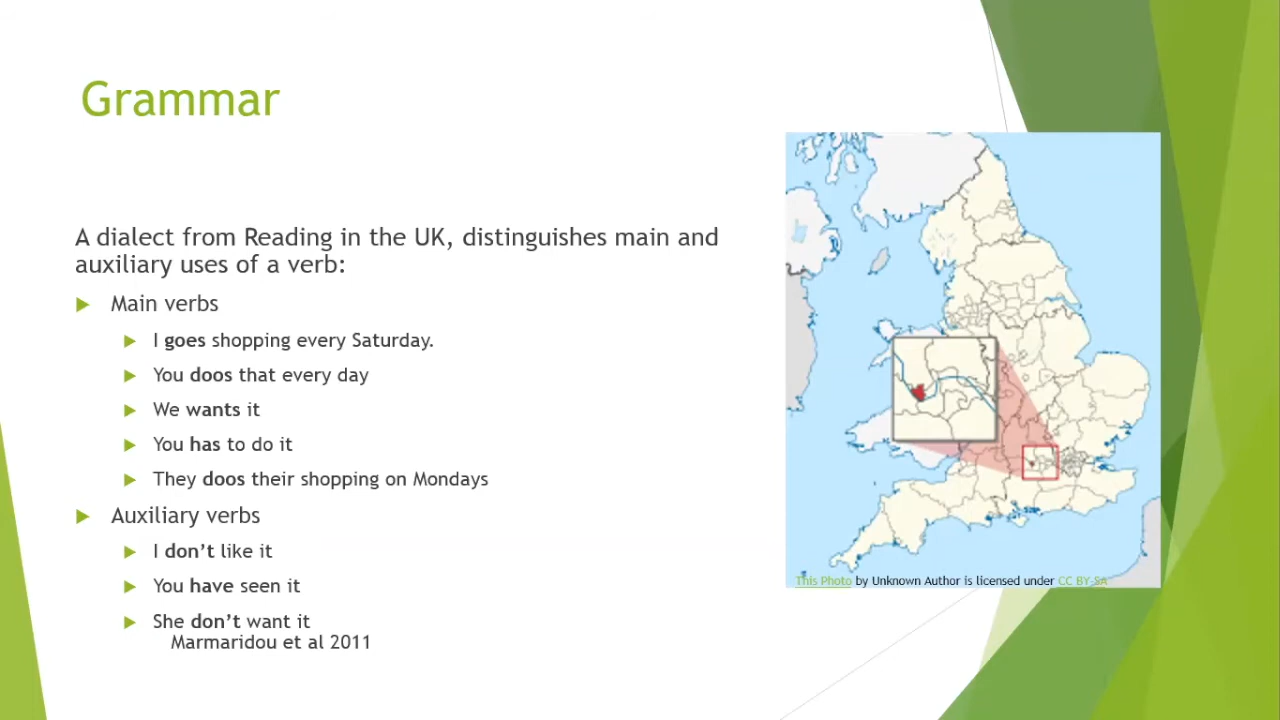 Grammar
A dialect from Reading in the UK, distinguishes main and
auxiliary uses of a verb:
Main verbs
I goes shopping every Saturday.
You doos that every day
We wants it
You has to do it
They doos their shopping on Mondays
Auxiliary verbs
I don't like it
You have seen it
She don't want it
Marmaridou et al 2011
This Photo by Unknown Author is licensed under CC BY-SA